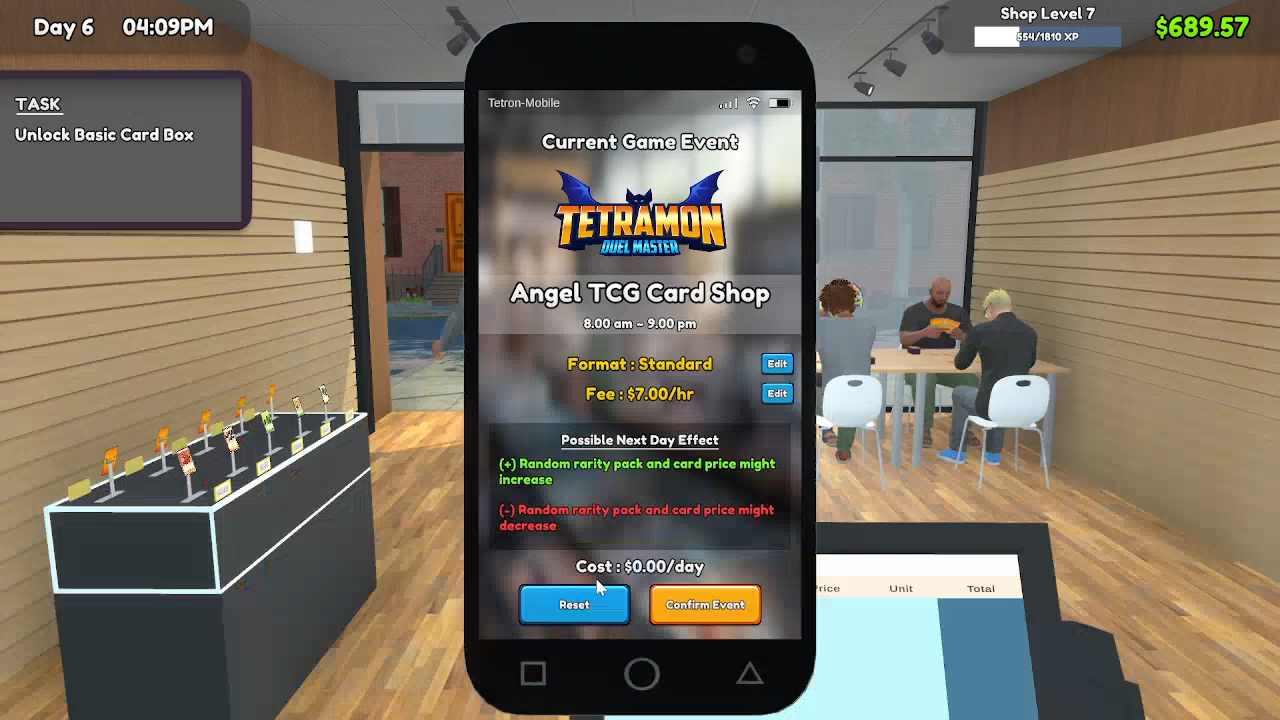 Day 6 04:09PM
Shop Level 7
554/1810 XP
$689.57
TASK
Unlock Basic Card Box
Tetron-Mobile
Current Game Event
TETRAMON
DUEL MASTER
Angel TCG Card Shop
8.00 am ~ 9.00 pm
Format : Standard
Edit
Fee : $7.00/hr
Edit
Possible Next Day Effect
(+) Random rarity pack and card price might
increase
(-) Random rarity pack and card price might
decrease
Cost : $0.00/day
Reset
Confirm Event
rice Unit Total